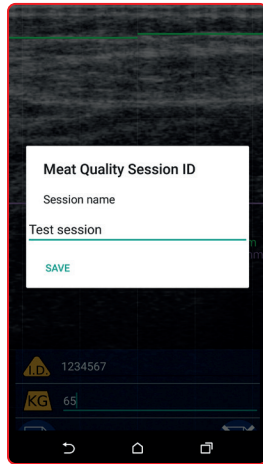 Meat Quality Session ID
Session name
Test session
SAVE
I.D. 1234567
KG 65